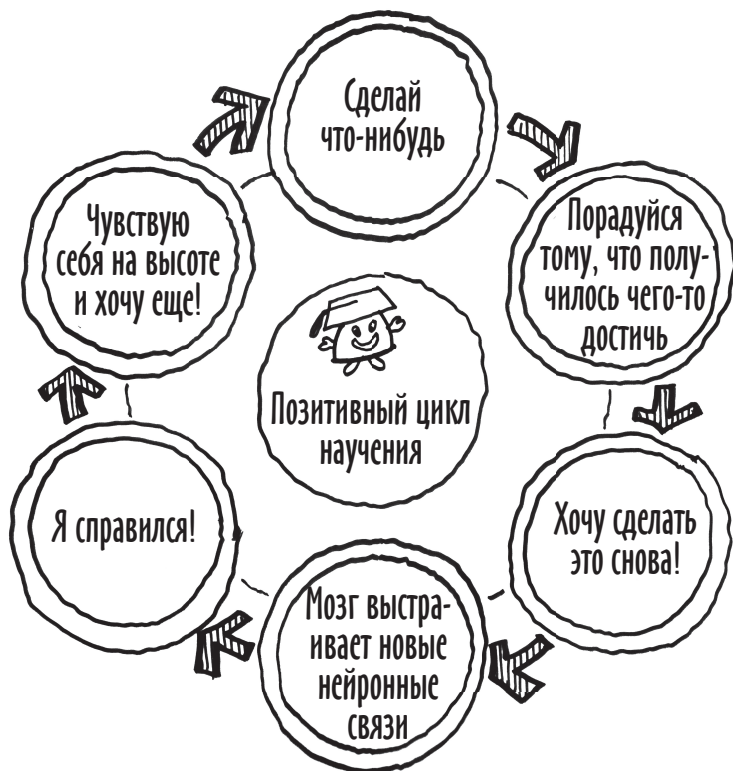 Сделай
что-нибудь
Порадуйся
тому, что полу-
чилось чего-то
достичь
Хочу сделать
это снова!
Мозг выстра-
ивает новые
нейронные
связи
Я справился!
Чувствую
себя на высоте
и хочу еще!
Позитивный цикл
научения